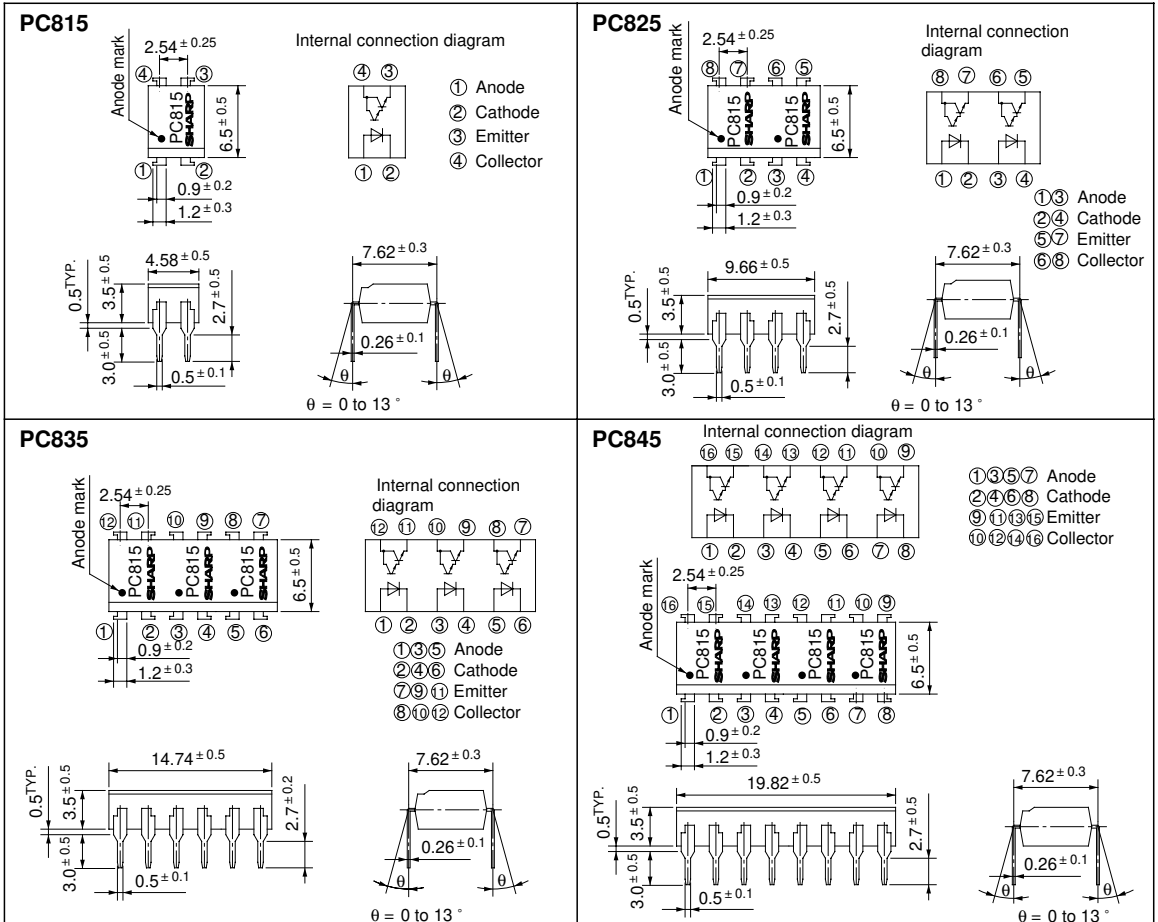 PC815
Anode mark
2.54 ± 0.25
Internal connection diagram
④ ③
④ ③
① Anode
② Cathode
③ Emitter
④ Collector
PC815
SHARP
6.5 ± 0.5
① ②
① ②
0.9 ± 0.2
1.2 ± 0.3
4.58 ± 0.5
7.62 ± 0.3
0.5 TYP.
3.5 ± 0.5
2.7 ± 0.5
3.0 ± 0.5
0.5 ± 0.1
0.26 ± 0.1
θ θ
θ = 0 to 13 °
PC825
Anode mark
2.54 ± 0.25
Internal connection
diagram
⑧ ⑦ ⑥ ⑤
⑧ ⑦ ⑥ ⑤
PC815
SHARP
PC815
SHARP
6.5 ± 0.5
① ② ③ ④
① ② ③ ④
0.9 ± 0.2
1.2 ± 0.3
①③ Anode
②④ Cathode
⑤⑦ Emitter
⑥⑧ Collector
9.66 ± 0.5
7.62 ± 0.3
0.5 TYP.
3.5 ± 0.5
2.7 ± 0.5
3.0 ± 0.5
0.5 ± 0.1
0.26 ± 0.1
θ θ
θ = 0 to 13 °
PC835
Anode mark
2.54 ± 0.25
Internal connection
diagram
⑫ ⑪ ⑩ ⑨ ⑧ ⑦
⑫ ⑪ ⑩ ⑨ ⑧ ⑦
PC815
SHARP
PC815
SHARP
PC815
SHARP
6.5 ± 0.5
① ② ③ ④ ⑤ ⑥
① ② ③ ④ ⑤ ⑥
0.9 ± 0.2
1.2 ± 0.3
①③⑤ Anode
②④⑥ Cathode
⑦⑨⑪ Emitter
⑧⑩⑫ Collector
14.74 ± 0.5
7.62 ± 0.3
0.5 TYP.
3.5 ± 0.5
2.7 ± 0.2
3.0 ± 0.5
0.5 ± 0.1
0.26 ± 0.1
θ θ
θ = 0 to 13 °
PC845
Internal connection diagram
⑯ ⑮ ⑭ ⑬ ⑫ ⑪ ⑩ ⑨
①③⑤⑦ Anode
②④⑥⑧ Cathode
⑨⑪⑬⑮ Emitter
⑩⑫⑭⑯ Collector
① ② ③ ④ ⑤ ⑥ ⑦ ⑧
Anode mark
2.54 ± 0.25
⑯ ⑮ ⑭ ⑬ ⑫ ⑪ ⑩ ⑨
PC815
SHARP
PC815
SHARP
PC815
SHARP
PC815
SHARP
6.5 ± 0.5
① ② ③ ④ ⑤ ⑥ ⑦ ⑧
0.9 ± 0.2
1.2 ± 0.3
19.82 ± 0.5
7.62 ± 0.3
0.5 TYP.
3.5 ± 0.5
2.7 ± 0.5
3.0 ± 0.5
0.5 ± 0.1
0.26 ± 0.1
θ θ
θ = 0 to 13 °